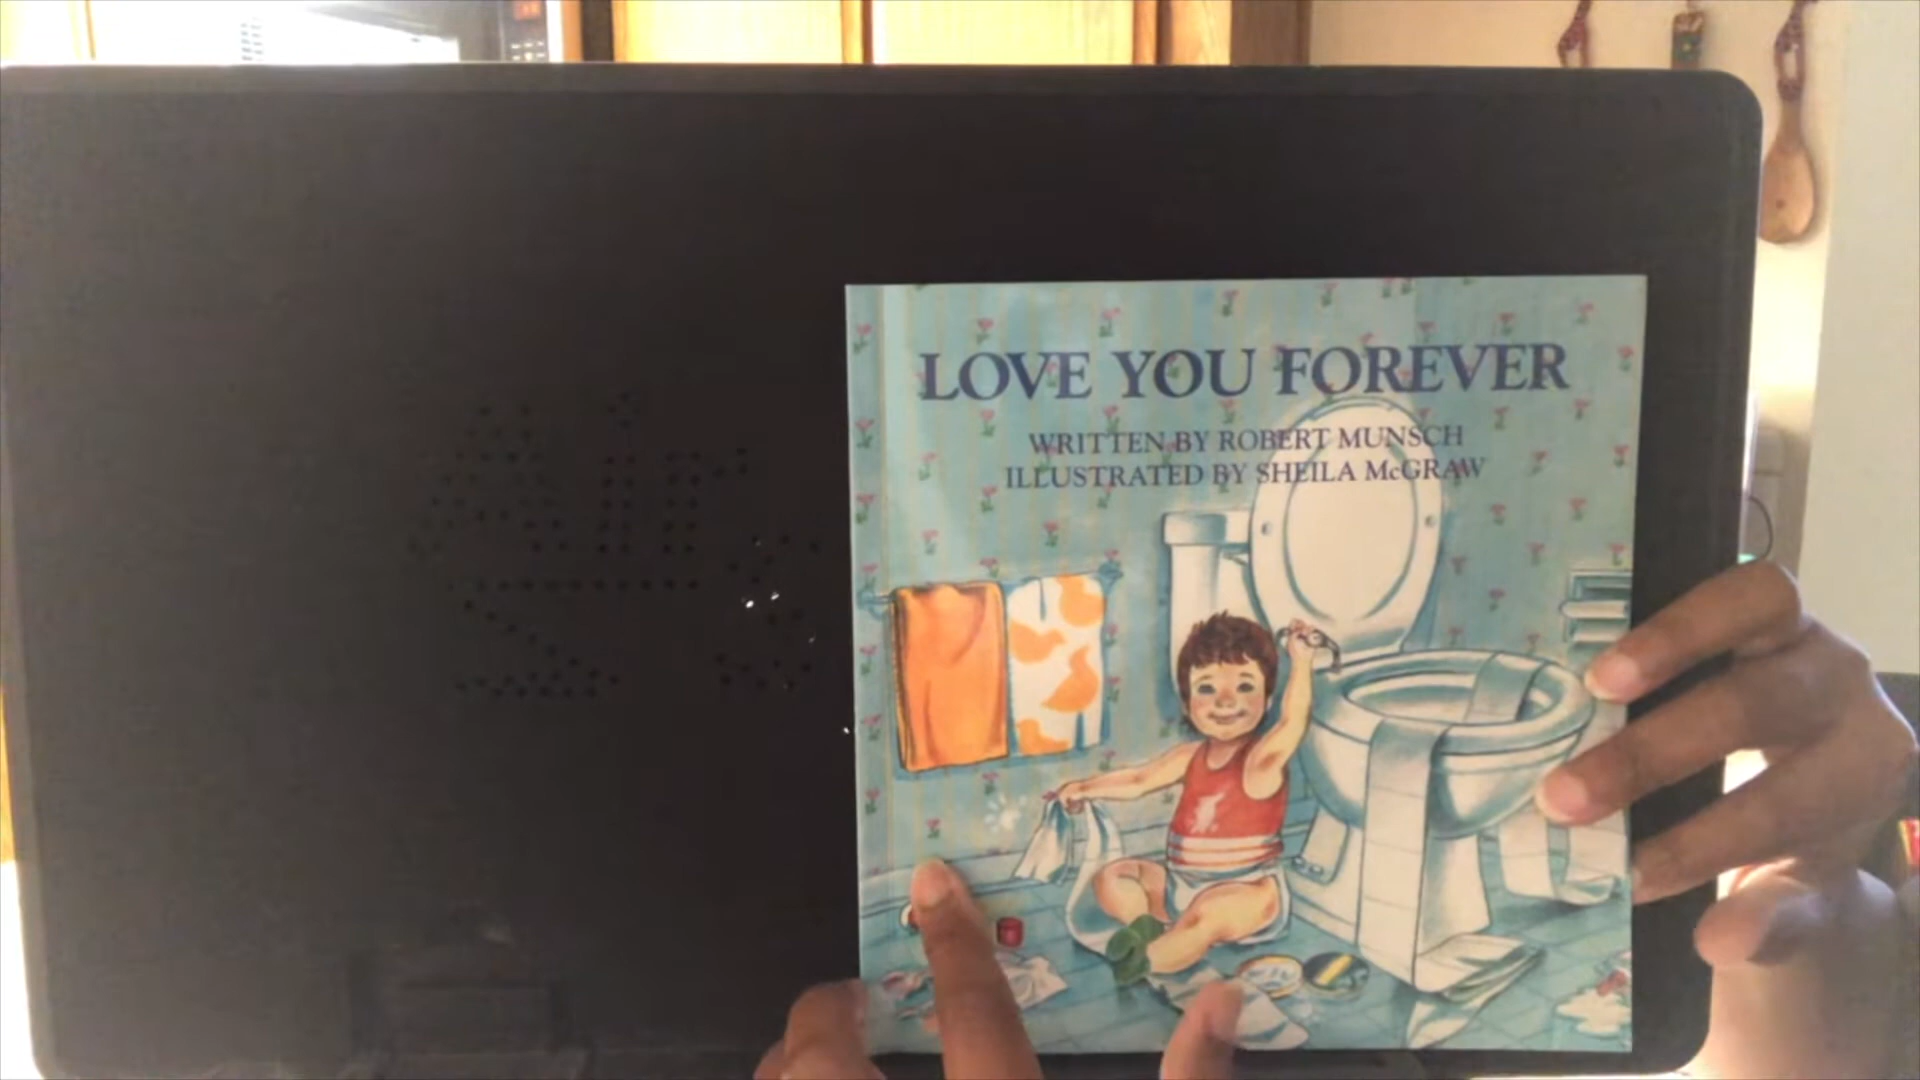 LOVE YOU FOREVER
WRITTEN BY ROBERT MUNSCH
ILLUSTRATED BY SHEILA McGRAW